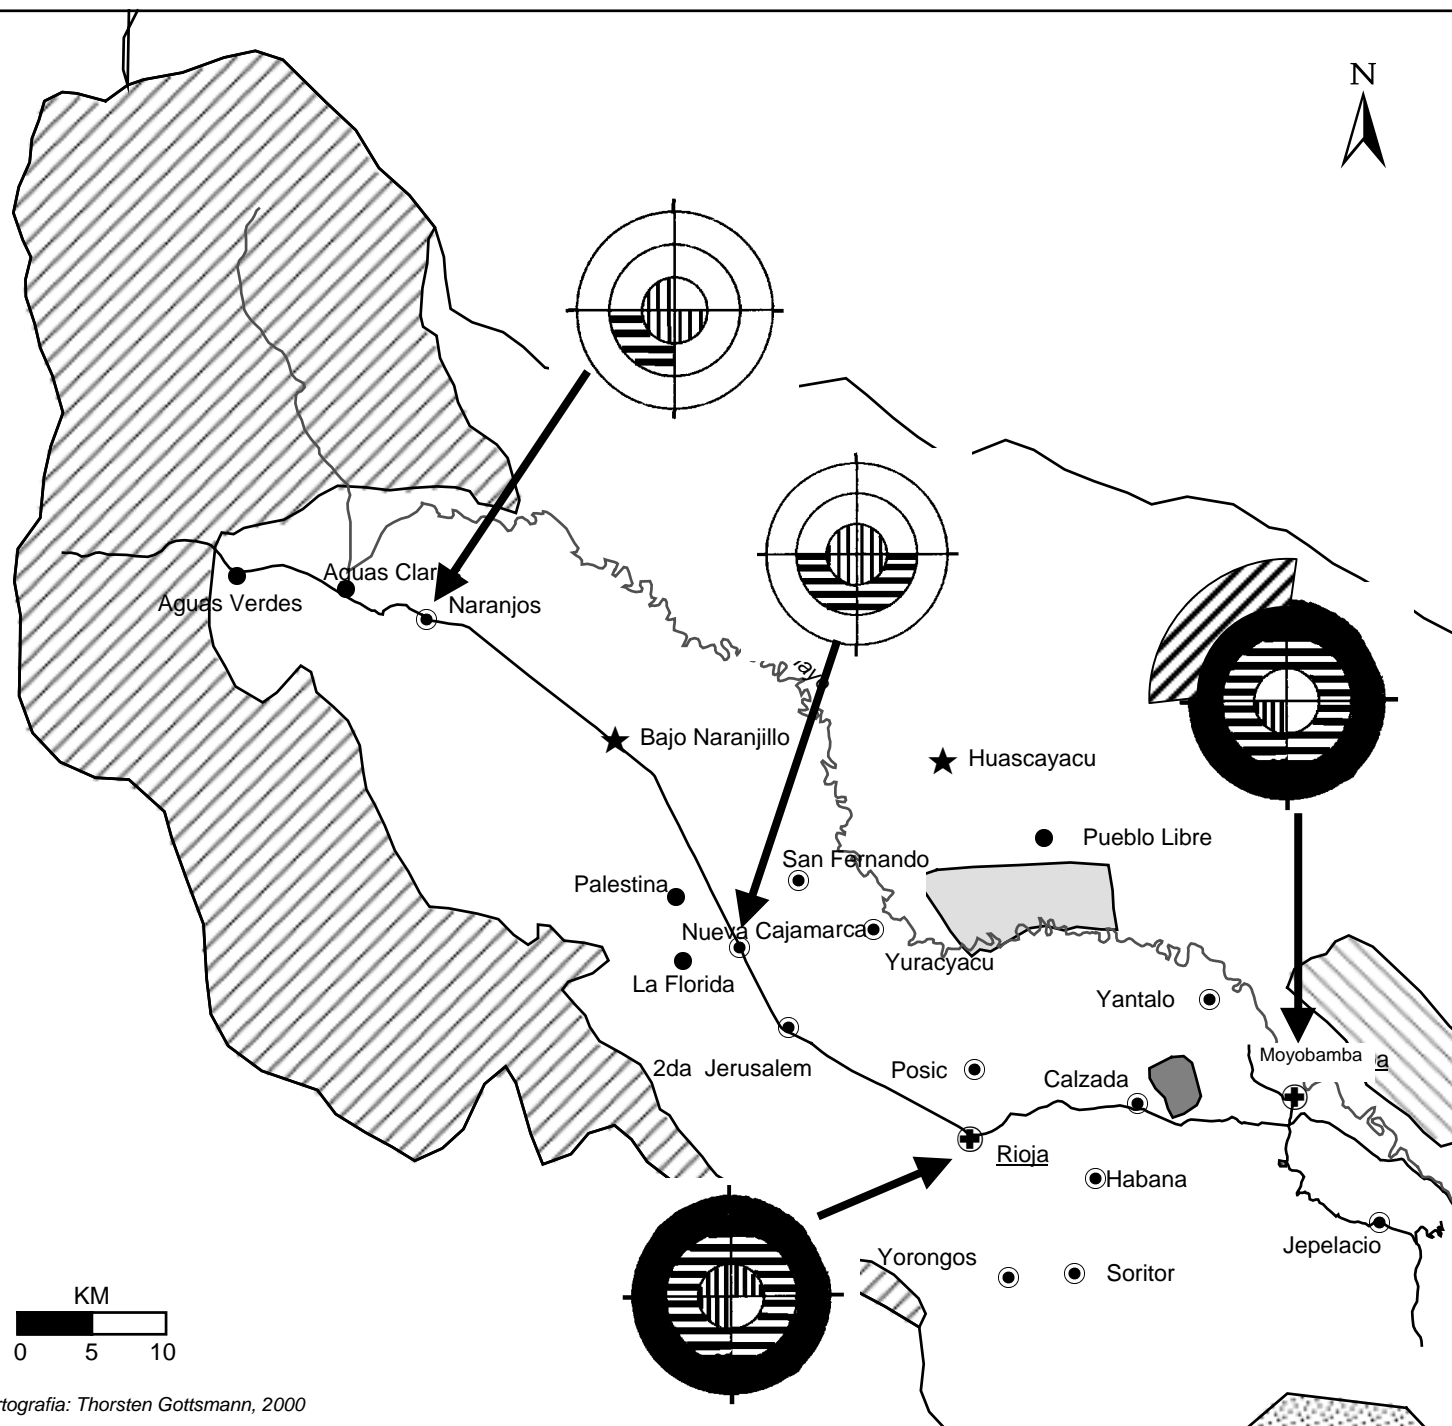 N
Aguas Verdes
Naranjos
Bajo Naranjillo
Huascayacu
Pueblo Libre
San Fernando
Palestina
Nueva Cajamarca
Yuracyacu
La Florida
Yantalo
2da Jerusalem
Posic
Calzada
Moyobamba
Rioja
Habana
Jepelacio
Yorongos
Soritor
KM
0 5 10
rtografia: Thorsten Gottsmann, 2000